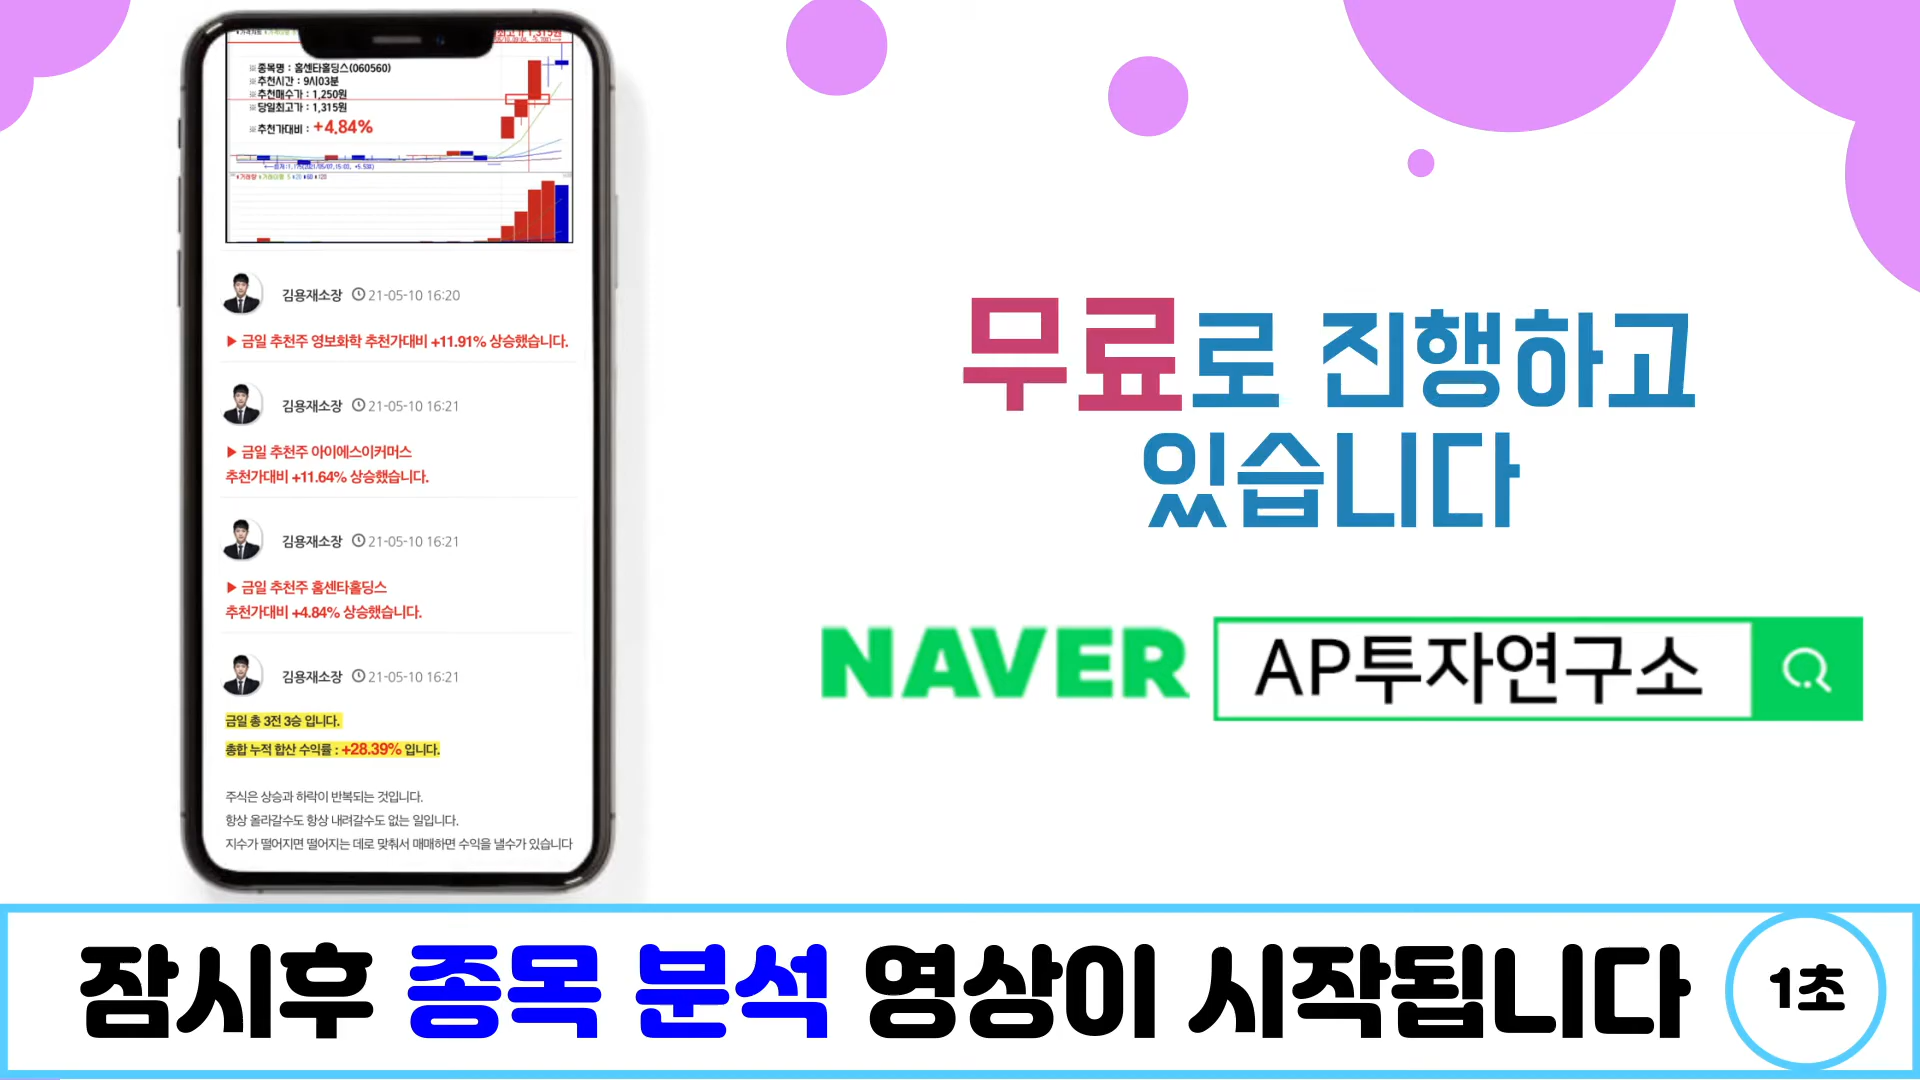 ※종목명 : 홈센타홀딩스(060560)
※추천시간 : 9시03분
※추천매수가 : 1,250원
※당일최고가 : 1,315원
※추천가대비 : +4.84%
김용재소장 21-05-10 16:20
▶ 금일 추천주 영보화학 추천가대비 +11.91% 상승했습니다.
김용재소장 21-05-10 16:21
▶ 금일 추천주 아이에스이커머스
추천가대비 +11.64% 상승했습니다.
김용재소장 21-05-10 16:21
▶ 금일 추천주 홈센타홀딩스
추천가대비 +4.84% 상승했습니다.
김용재소장 21-05-10 16:21
금일 총 3전 3승 입니다.
총합 누적 합산 수익률 : +28.39% 입니다.
주식은 상승과 하락이 반복되는 것입니다.
항상 올라갈수도 항상 내려갈수도 없는 일입니다.
지수가 떨어지면 떨어지는 데로 맞춰서 매매하면 수익을 낼수가 있습니다
무료로 진행하고
있습니다
NAVER AP투자연구소
잠시후 종목 분석 영상이 시작됩니다
1초